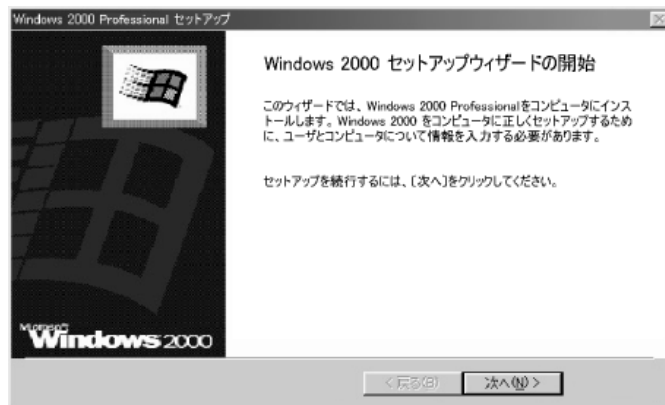 Windows 2000 Professional セットアップ
Windows 2000 セットアップウィザードの開始
このウィザードでは、Windows 2000 Professionalをコンピュータにインス
トールします。Windows 2000 をコンピュータに正しくセットアップするため
に、ユーザとコンピュータについて情報を入力する必要があります。
セットアップを続行するには、[次へ]をクリックしてください。
Microsoft
Windows 2000
< 戻る(B)
次へ(N) >